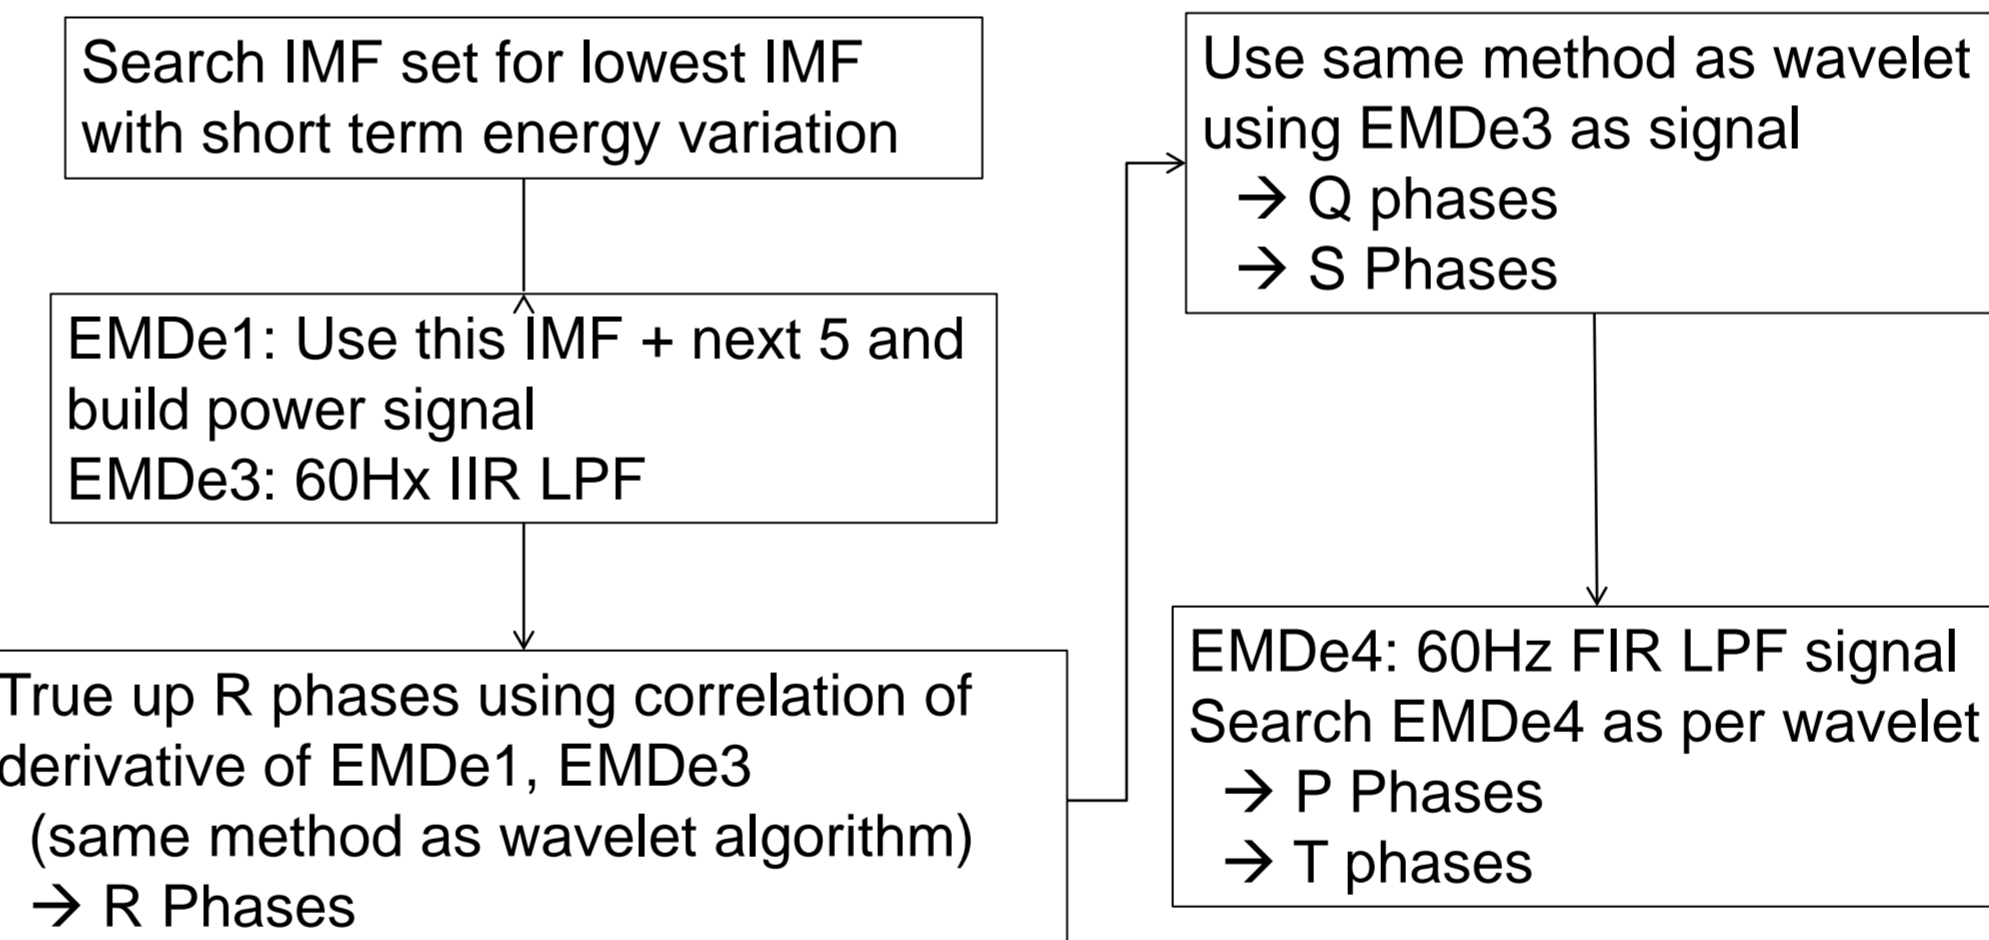 Search IMF set for lowest IMF
with short term energy variation
EMDe1: Use this IMF + next 5 and
build power signal
EMDe3: 60Hx IIR LPF
True up R phases using correlation of
derivative of EMDe1, EMDe3
(same method as wavelet algorithm)
→ R Phases
Use same method as wavelet
using EMDe3 as signal
→ Q phases
→ S Phases
EMDe4: 60Hz FIR LPF signal
Search EMDe4 as per wavelet
→ P Phases
→ T phases